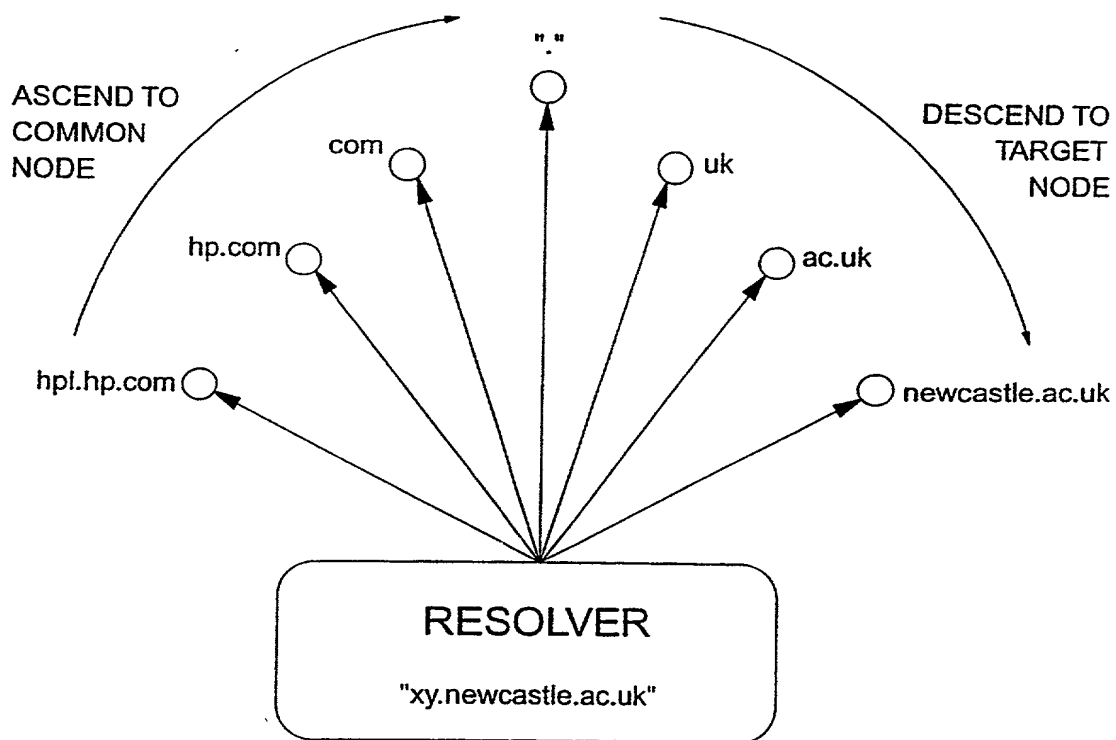 "."
ASCEND TO
COMMON
NODE
DESCEND TO
TARGET
NODE
com
uk
hp.com
ac.uk
hpl.hp.com
newcastle.ac.uk
RESOLVER
"xy.newcastle.ac.uk"